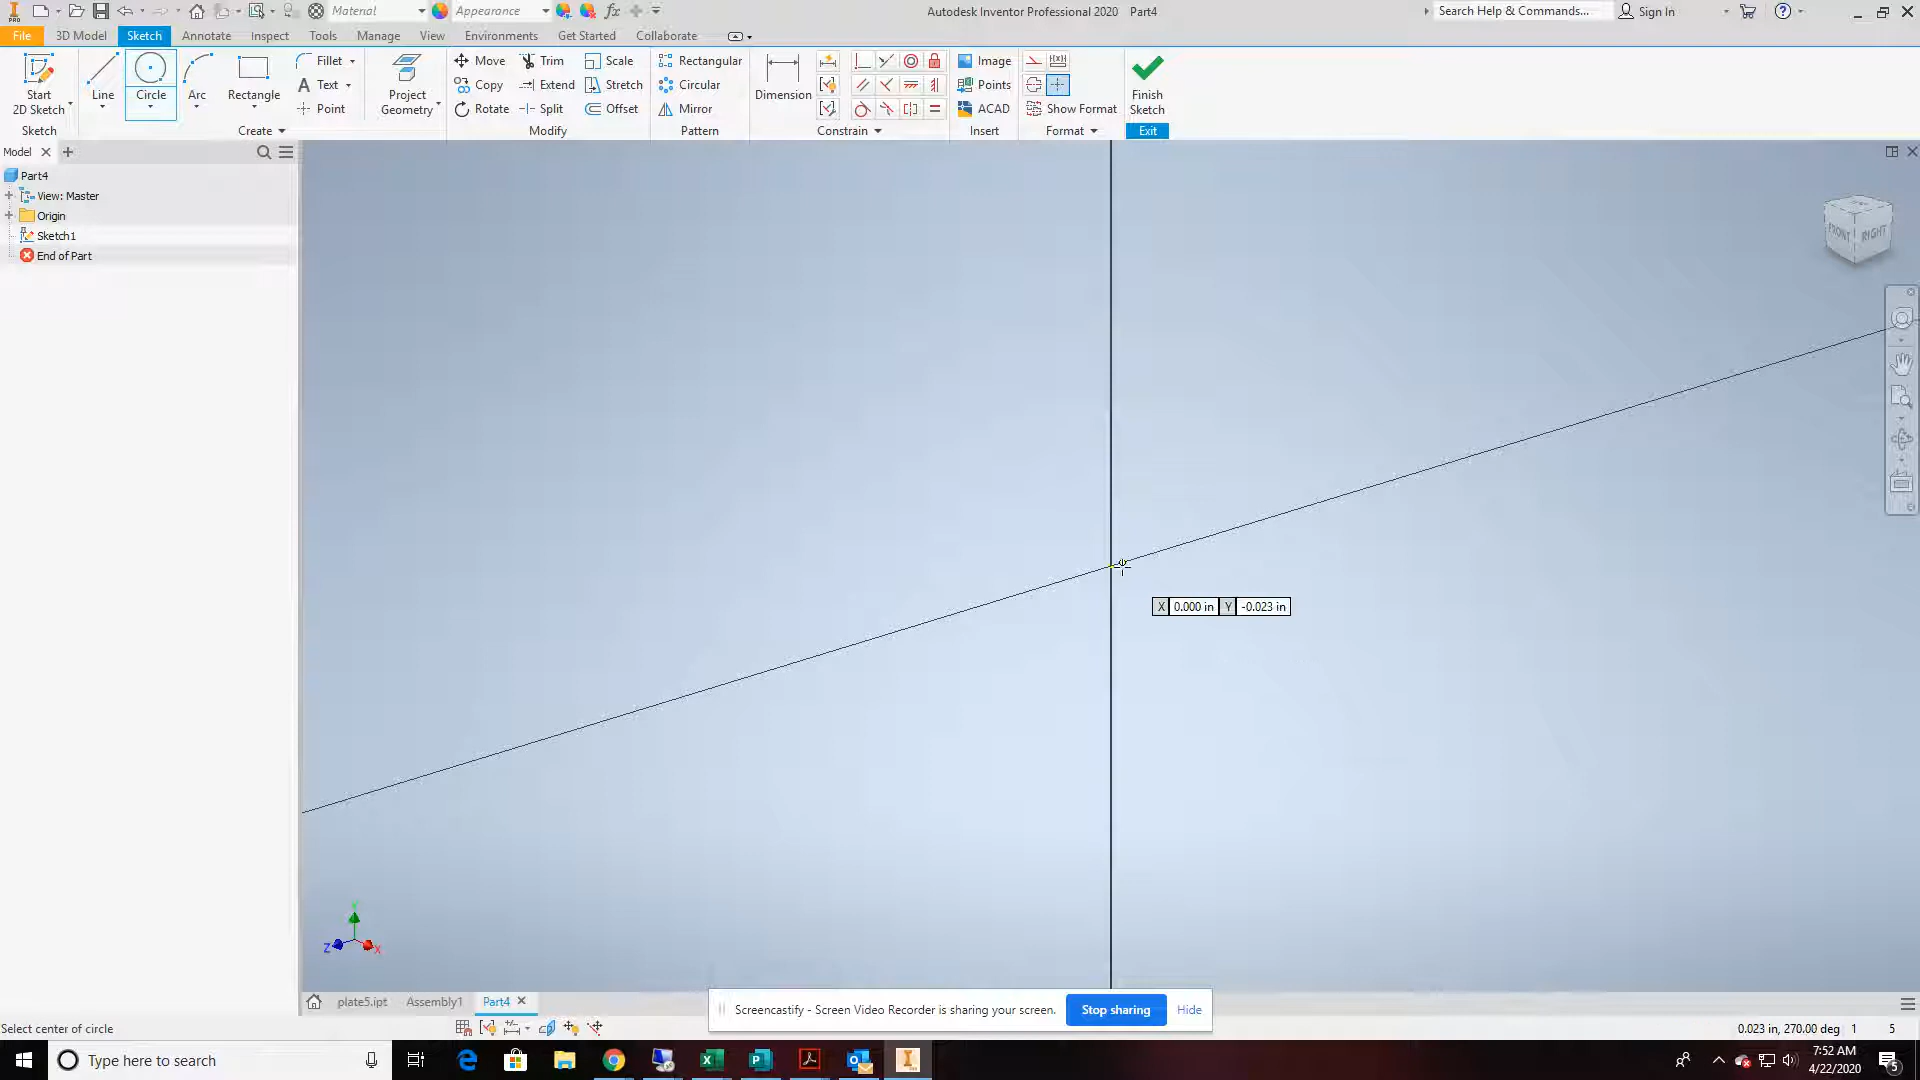 Material
Appearance
fx
Autodesk Inventor Professional 2020 Part4
Search Help & Commands...
Sign In
PRO
File 3D Model Sketch Annotate Inspect Tools Manage View Environments Get Started Collaborate
Start
2D Sketch
Sketch
Line
Circle
Arc
Rectangle
Fillet
Text
Point
Create
Project
Geometry
Move
Copy
Rotate
Trim
Extend
Split
Scale
Stretch
Offset
Modify
Rectangular
Circular
Mirror
Pattern
Dimension
Constrain
Image
Points
ACAD
Insert
Show Format
Format
Finish
Sketch
Exit
Model
Part4
View: Master
Origin
Sketch1
End of Part
FRONT
RIGHT
X 0.000 in Y -0.023 in
Y
Z
X
plate5.ipt Assembly1 Part4
Screencastify - Screen Video Recorder is sharing your screen. Stop sharing Hide
Select center of circle
0.023 in, 270.00 deg 1 5
Type here to search
7:52 AM
4/22/2020
5